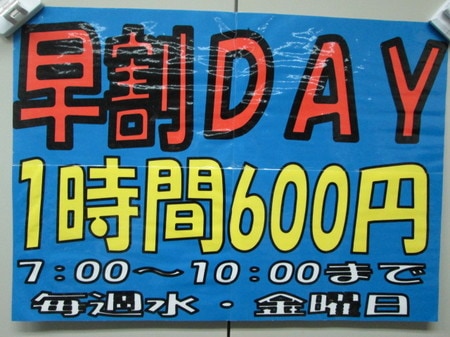 早割DAY
1時間600円
7:00～10:00まで
毎週水・金曜日